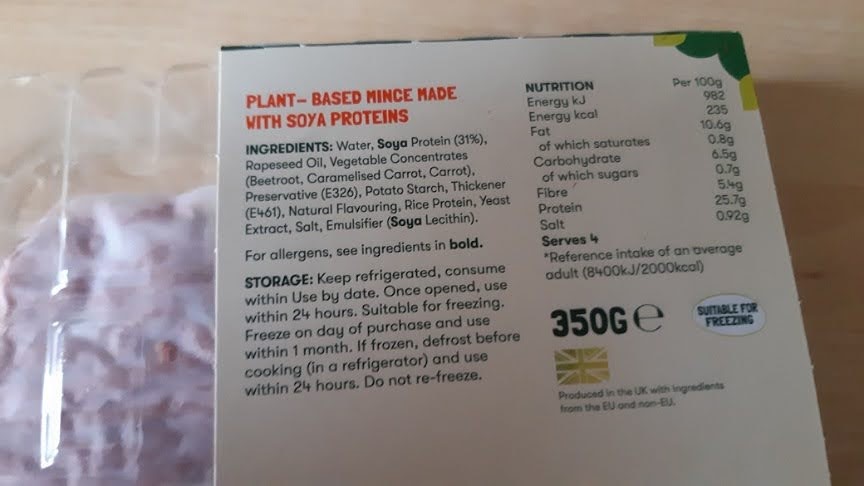 PLANT- BASED MINCE MADE
WITH SOYA PROTEINS
INGREDIENTS: Water, Soya Protein (31%),
Rapeseed Oil, Vegetable Concentrates
(Beetroot, Caramelised Carrot, Carrot),
Preservative (E326), Potato Starch, Thickener
(E461), Natural Flavouring, Rice Protein, Yeast
Extract, Salt, Emulsifier (Soya Lecithin).
For allergens, see ingredients in bold.
STORAGE: Keep refrigerated, consume
within Use by date. Once opened, use
within 24 hours. Suitable for freezing.
Freeze on day of purchase and use
within 1 month. If frozen, defrost before
cooking (in a refrigerator) and use
within 24 hours. Do not re-freeze.
NUTRITION Per 100g
Energy kJ 982
Energy kcal 235
Fat 10.6g
of which saturates 0.8g
Carbohydrate 6.5g
of which sugars 0.7g
Fibre 5.4g
Protein 25.7g
Salt 0.92g
Serves 4
*Reference intake of an average
adult (8400kJ/2000kcal)
350G e
SUITABLE FOR
FREEZING
Produced in the UK with ingredients
from the EU and non-EU.